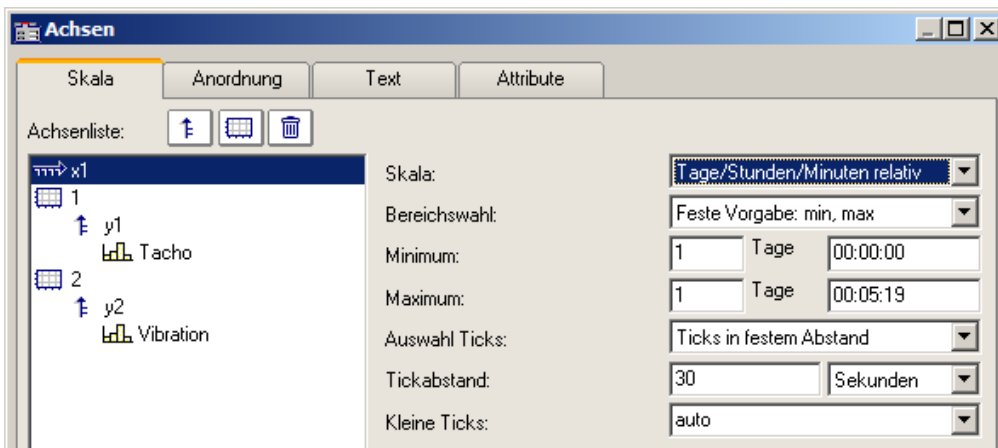 Achsen
Skala
Anordnung
Text
Attribute
Achsenliste:
x1
1
y1
Tacho
2
y2
Vibration
Skala: Tage/Stunden/Minuten relativ
Bereichswahl: Feste Vorgabe: min, max
Minimum: 1 Tage 00:00:00
Maximum: 1 Tage 00:05:19
Auswahl Ticks: Ticks in festem Abstand
Tickabstand: 30 Sekunden
Kleine Ticks: auto